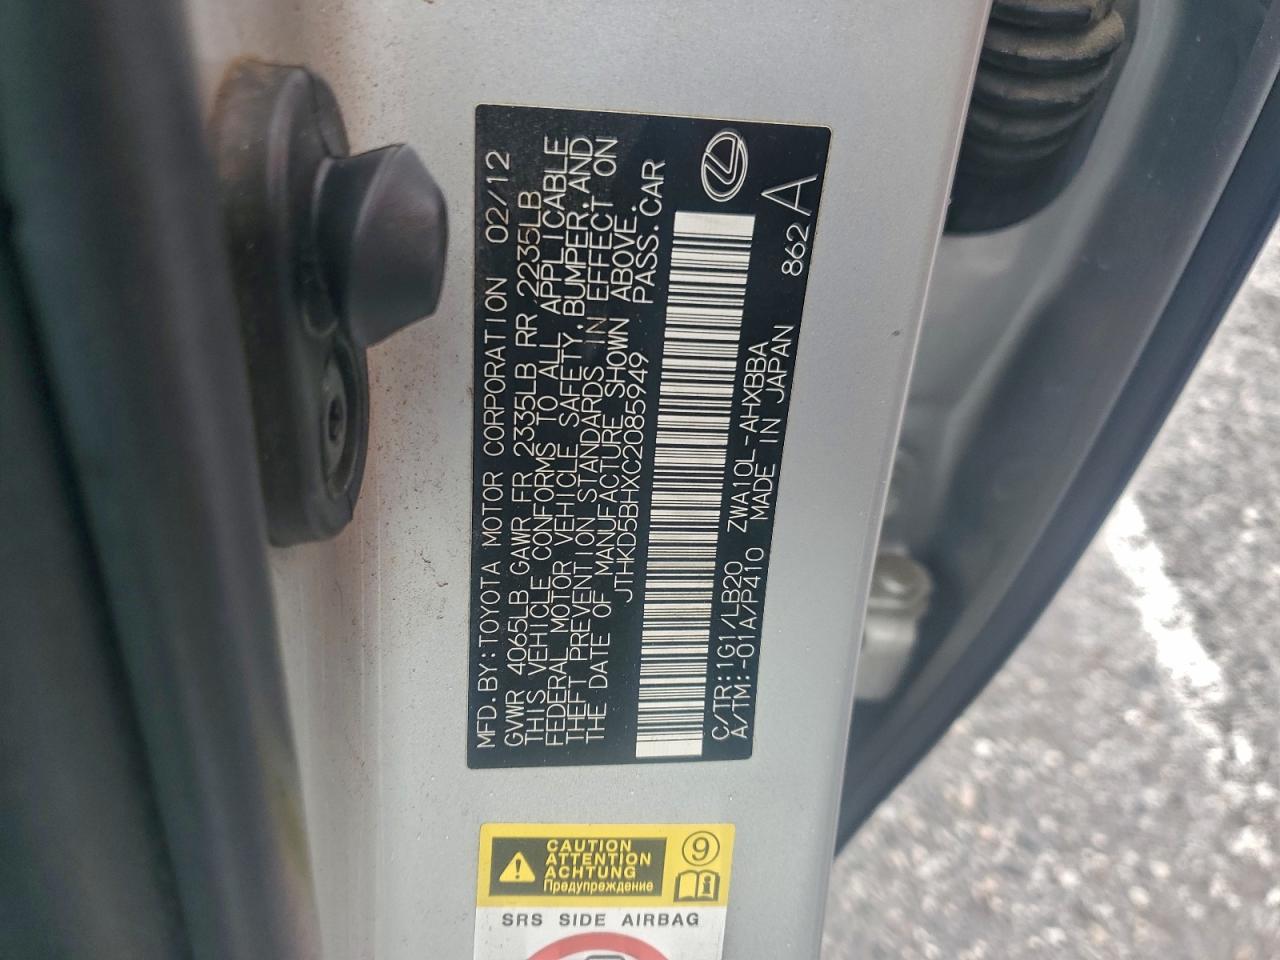 MFD.BY:TOYOTA MOTOR CORPORATION 02/12
GVWR 4065LB GAWR FR 2335LB RR 2235LB
THIS VEHICLE CONFORMS TO ALL APPLICABLE
FEDERAL MOTOR VEHICLE SAFETY,BUMPER,AND
THEFT PREVENTION STANDARDS IN EFFECT ON
THE DATE OF MANUFACTURE SHOWN ABOVE.
JTHKD5BHXC2085949 PASS.CAR
C/TR:1G1/LB20 ZWA10L-AHXBBA 862A
A/TM:-01A/P410 MADE IN JAPAN
CAUTION
ATTENTION
ACHTUNG
Предупреждение
9
SRS SIDE AIRBAG